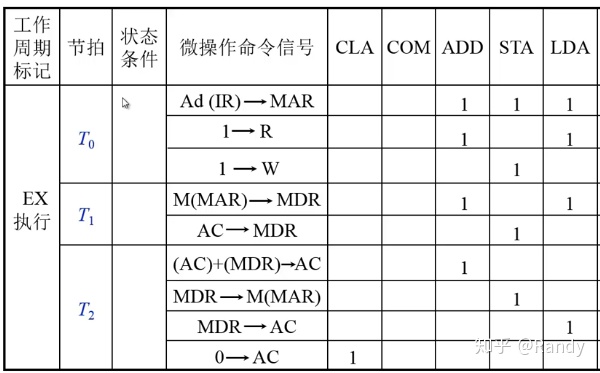 工作周期标记 节拍 状态条件 微操作命令信号 CLA COM ADD STA LDA
EX 执行
T0
Ad (IR)→MAR 1 1 1
1→R 1 1
1→W 1
T1
M(MAR)→MDR 1 1
AC→MDR 1
T2
(AC)+(MDR)→AC 1
MDR→M(MAR) 1
MDR→AC 1
0→AC 1
知乎 @Randy